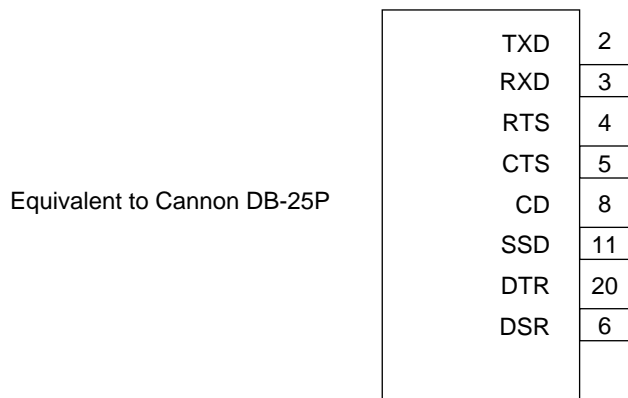 TXD 2
RXD 3
RTS 4
CTS 5
Equivalent to Cannon DB-25P
CD 8
SSD 11
DTR 20
DSR 6